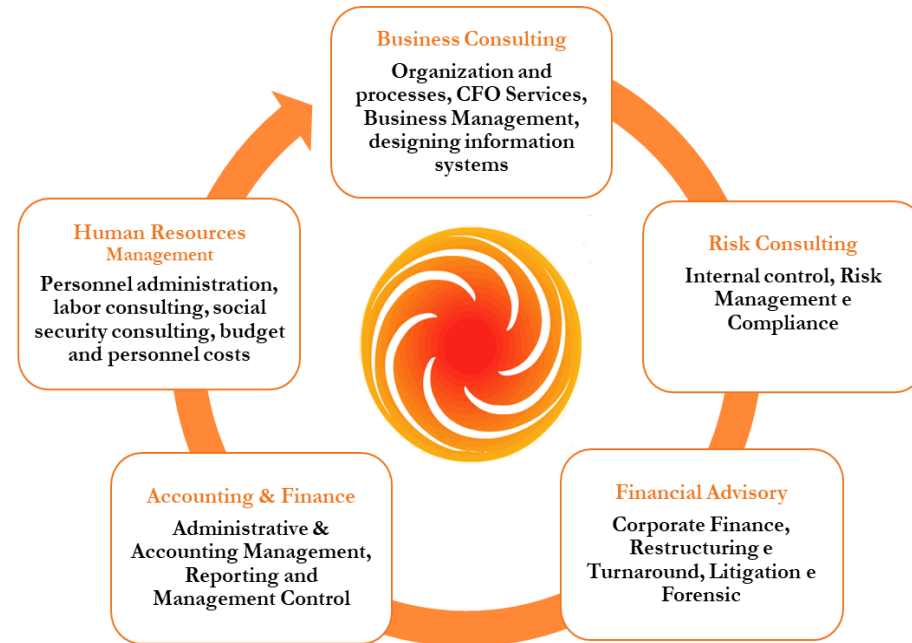 Business Consulting
Organization and
processes, CFO Services,
Business Management,
designing information
systems
Risk Consulting
Internal control, Risk
Management e
Compliance
Financial Advisory
Corporate Finance,
Restructuring e
Turnaround, Litigation e
Forensic
Accounting & Finance
Administrative &
Accounting Management,
Reporting and
Management Control
Human Resources
Management
Personnel administration,
labor consulting, social
security consulting, budget
and personnel costs